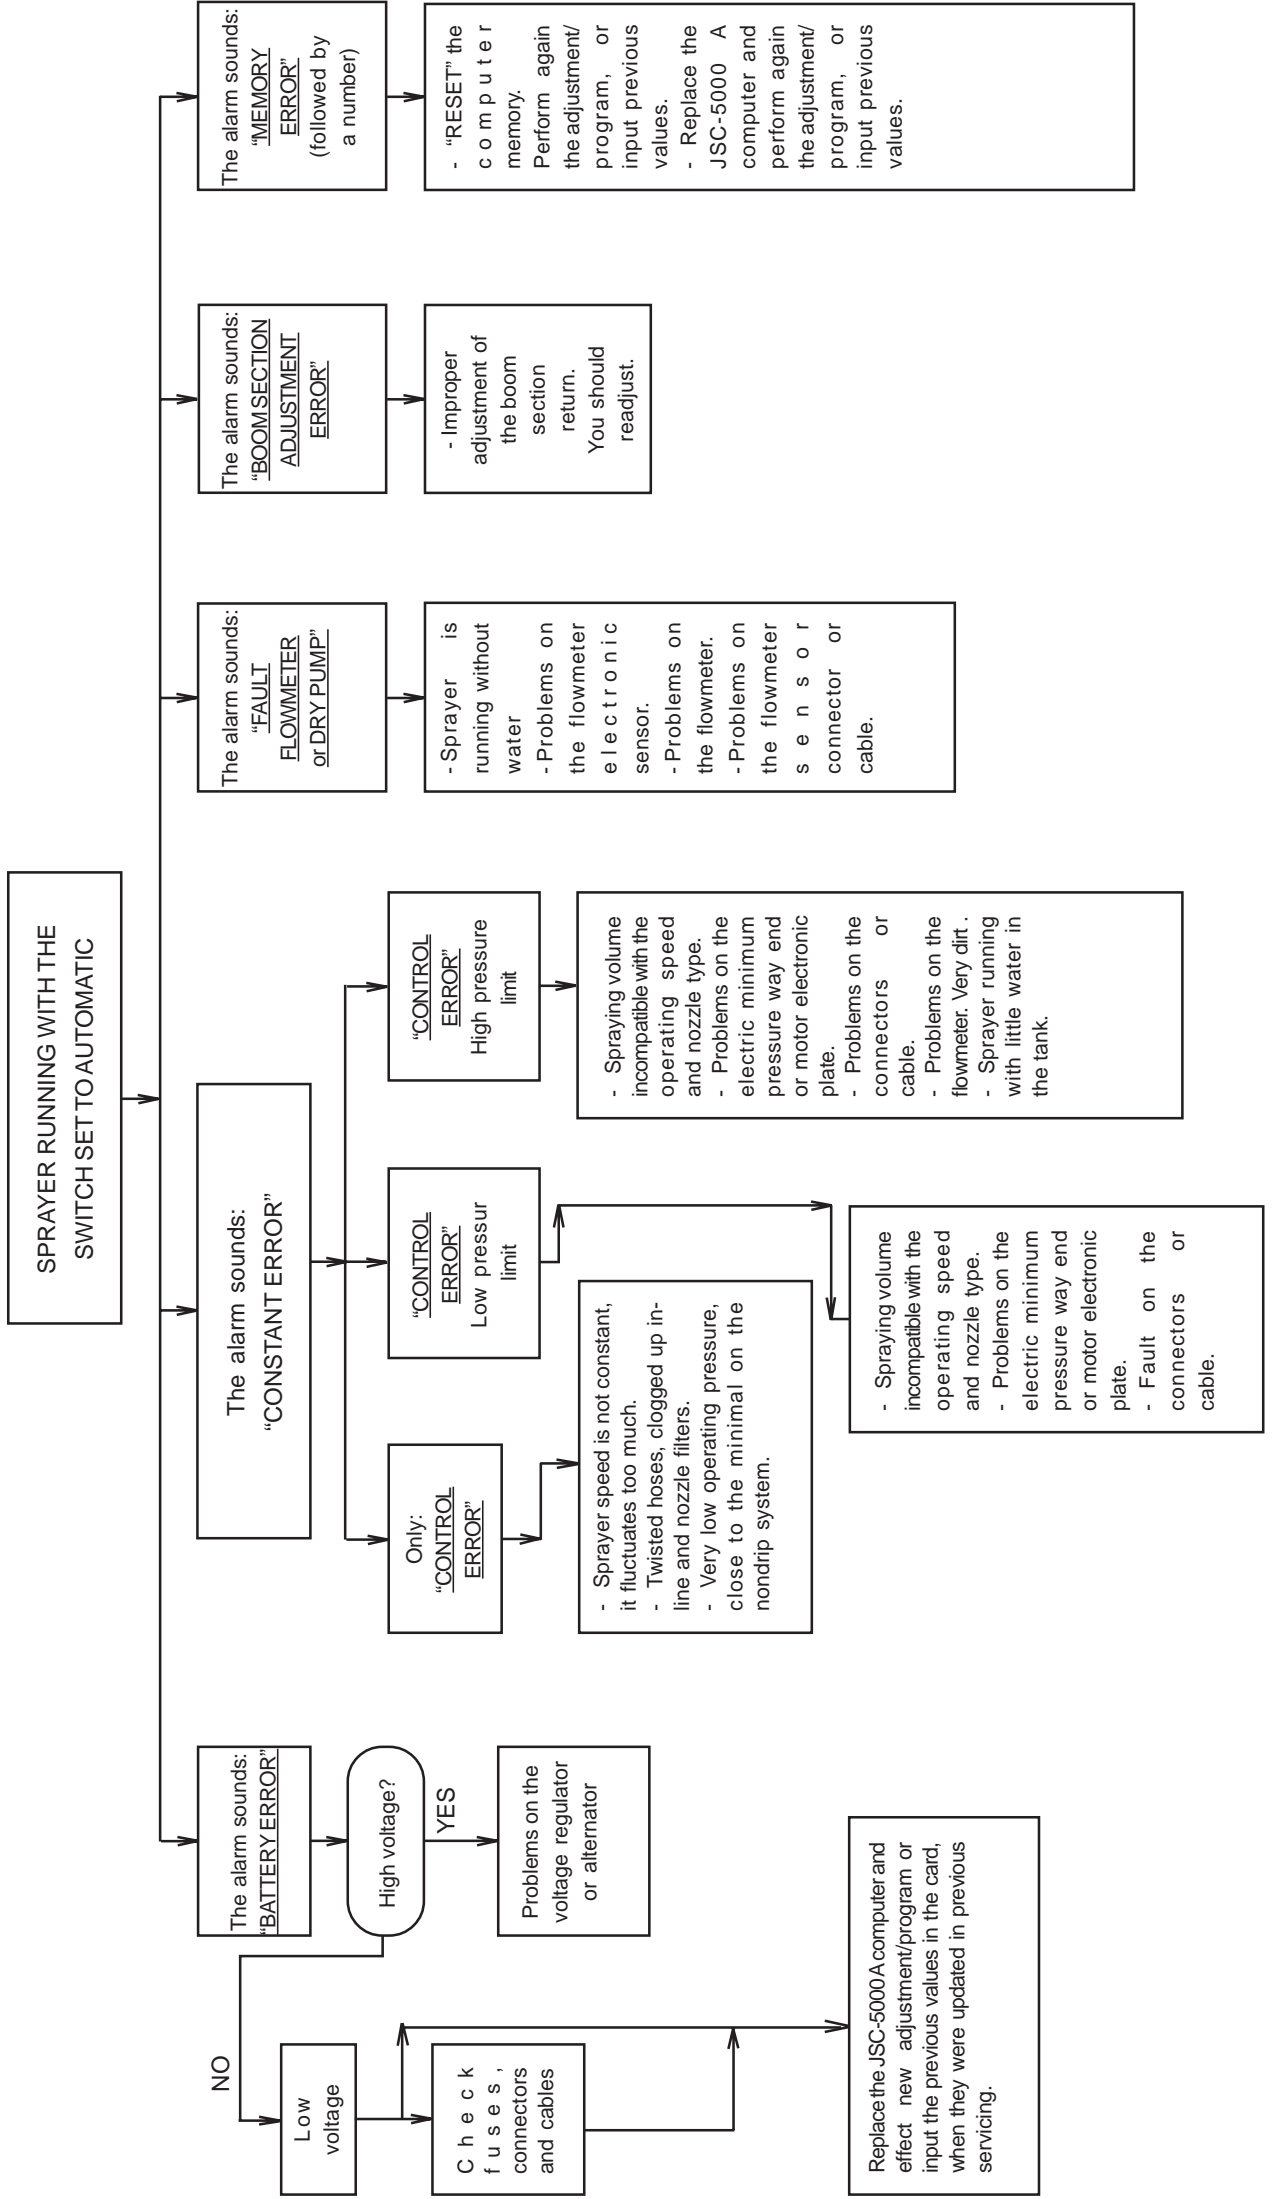 SPRAYER RUNNING WITH THE
SWITCH SET TO AUTOMATIC
The alarm sounds:
“BATTERY ERROR”
High voltage?
YES
NO
Problems on the
voltage regulator
or alternator
Low
voltage
Check
fuses,
connectors
and cables
Replace the JSC-5000 A computer and
effect new adjustment/program or
input the previous values in the card,
when they were updated in previous
servicing.
The alarm sounds:
“CONSTANT ERROR”
Only:
“CONTROL
ERROR”
- Sprayer speed is not constant,
it fluctuates too much.
- Twisted hoses, clogged up in-
line and nozzle filters.
- Very low operating pressure,
close to the minimal on the
nondrip system.
“CONTROL
ERROR”
Low pressur
limit
- Spraying volume
incompatible with the
operating speed
and nozzle type.
- Problems on the
electric minimum
pressure way end
or motor electronic
plate.
- Fault on the
connectors or
cable.
“CONTROL
ERROR”
High pressure
limit
- Spraying volume
incompatible with the
operating speed
and nozzle type.
- Problems on the
electric minimum
pressure way end
or motor electronic
plate.
- Problems on the
connectors or
cable.
- Problems on the
flowmeter. Very dirt .
- Sprayer running
with little water in
the tank.
The alarm sounds:
“FAULT
FLOWMETER
or DRY PUMP”
- Sprayer is
running without
water
- Problems on
the flowmeter
electronic
sensor.
- Problems on
the flowmeter.
- Problems on
the flowmeter
sensor
connector or
cable.
The alarm sounds:
“BOOM SECTION
ADJUSTMENT
ERROR”
- Improper
adjustment of
the boom
section
return.
You should
readjust.
The alarm sounds:
“MEMORY
ERROR”
(followed by
a number)
- “RESET” the
computer
memory.
Perform again
the adjustment/
program, or
input previous
values.
- Replace the
JSC-5000 A
computer and
perform again
the adjustment/
program, or
input previous
values.